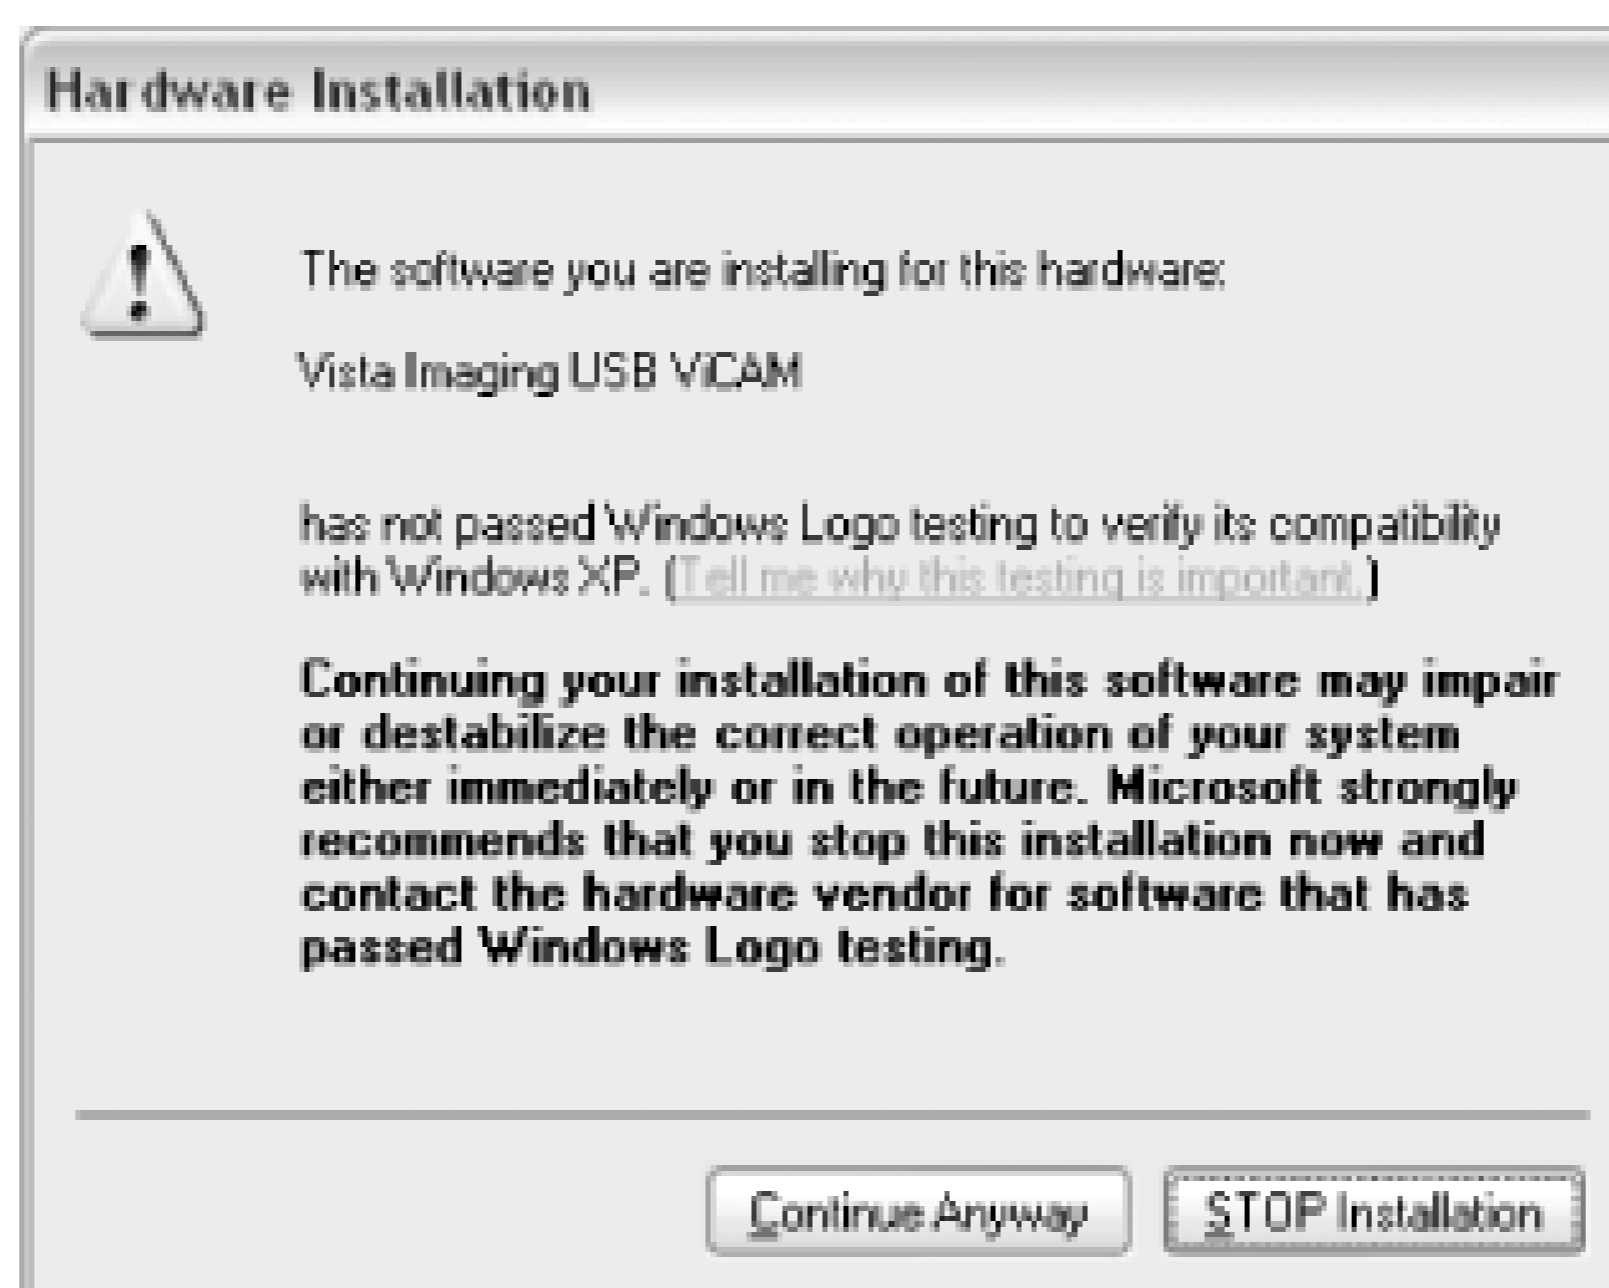 Hardware Installation
The software you are installing for this hardware:
Vista Imaging USB ViCAM
has not passed Windows Logo testing to verify its compatibility
with Windows XP. (Tell me why this testing is important.)
Continuing your installation of this software may impair
or destabilize the correct operation of your system
either immediately or in the future. Microsoft strongly
recommends that you stop this installation now and
contact the hardware vendor for software that has
passed Windows Logo testing.
Continue Anyway
STOP Installation